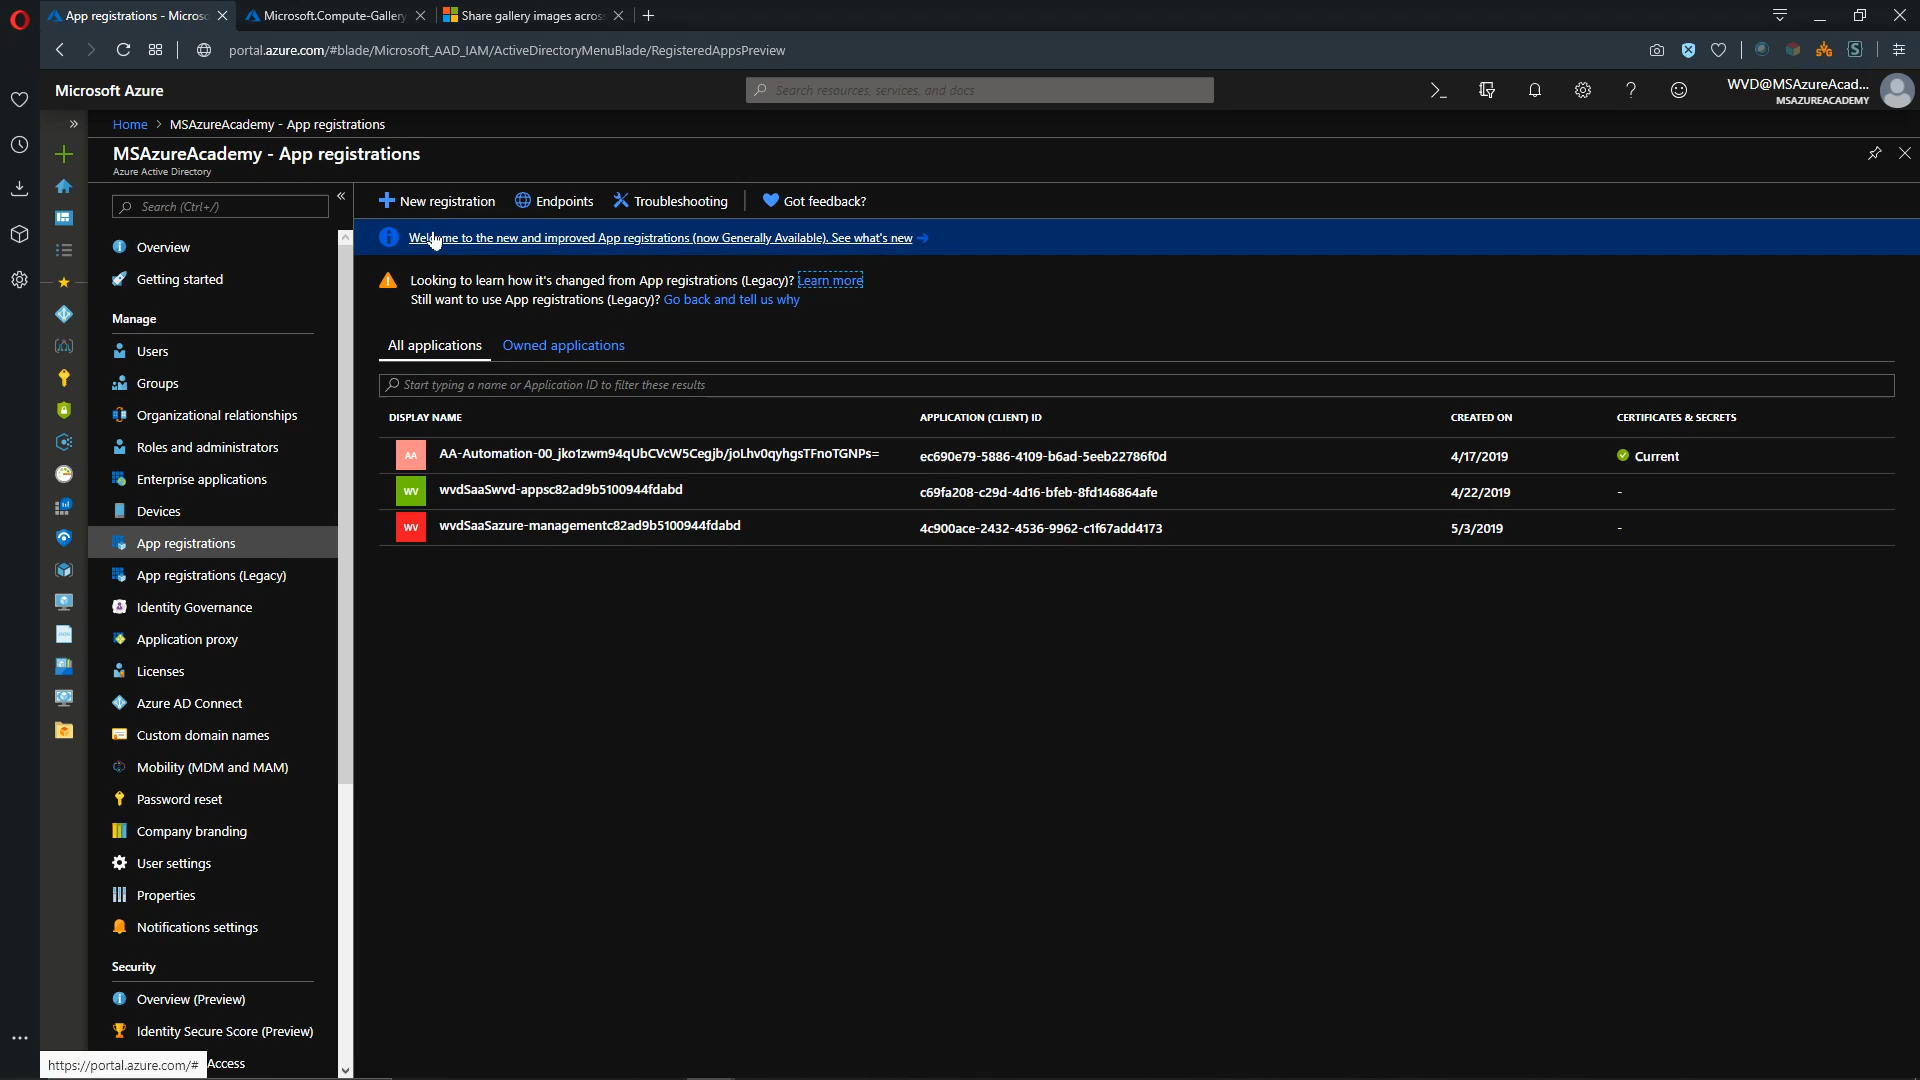 App registrations - Micros
Microsoft.Compute-Gallery
Share gallery images acros
portal.azure.com/#blade/Microsoft_AAD_IAM/ActiveDirectoryMenuBlade/RegisteredAppsPreview
Microsoft Azure
Search resources, services, and docs
WVD@MSAzureAcad...
MSAZUREACADEMY
Home > MSAzureAcademy - App registrations
MSAzureAcademy - App registrations
Azure Active Directory
Search (Ctrl+/)
Overview
Getting started
Manage
Users
Groups
Organizational relationships
Roles and administrators
Enterprise applications
Devices
App registrations
App registrations (Legacy)
Identity Governance
Application proxy
Licenses
Azure AD Connect
Custom domain names
Mobility (MDM and MAM)
Password reset
Company branding
User settings
Properties
Notifications settings
Security
Overview (Preview)
Identity Secure Score (Preview)
Access
https://portal.azure.com/#
New registration
Endpoints
Troubleshooting
Got feedback?
Welcome to the new and improved App registrations (now Generally Available). See what's new
Looking to learn how it's changed from App registrations (Legacy)? Learn more
Still want to use App registrations (Legacy)? Go back and tell us why
All applications
Owned applications
Start typing a name or Application ID to filter these results
DISPLAY NAME APPLICATION (CLIENT) ID CREATED ON CERTIFICATES & SECRETS
AA AA-Automation-00_jko1zwm94qUbCVcW5Cegjb/joLhv0qyhgsTFnoTGNPs= ec690e79-5886-4109-b6ad-5eeb22786f0d 4/17/2019 Current
WV wvdSaaSwvd-appsc82ad9b5100944fdabd c69fa208-c29d-4d16-bfeb-8fd146864afe 4/22/2019 -
WV wvdSaaSazure-managementc82ad9b5100944fdabd 4c900ace-2432-4536-9962-c1f67add4173 5/3/2019 -